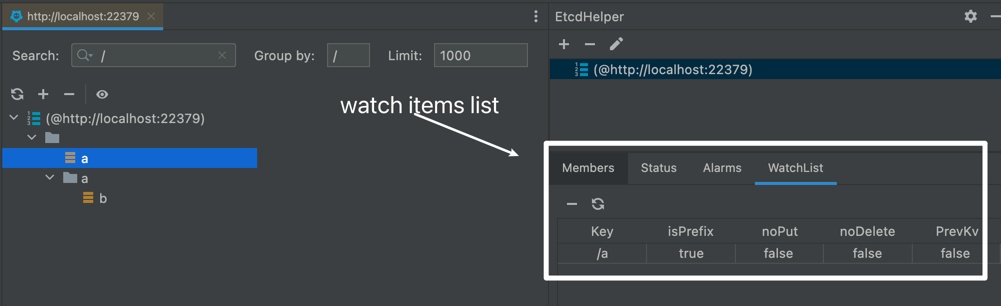 http://localhost:22379
EtcdHelper
Search: / Group by: / Limit: 1000
(@http://localhost:22379)
(@http://localhost:22379)
a
a
b
watch items list
Members Status Alarms WatchList
Key isPrefix noPut noDelete PrevKv
/a true false false false